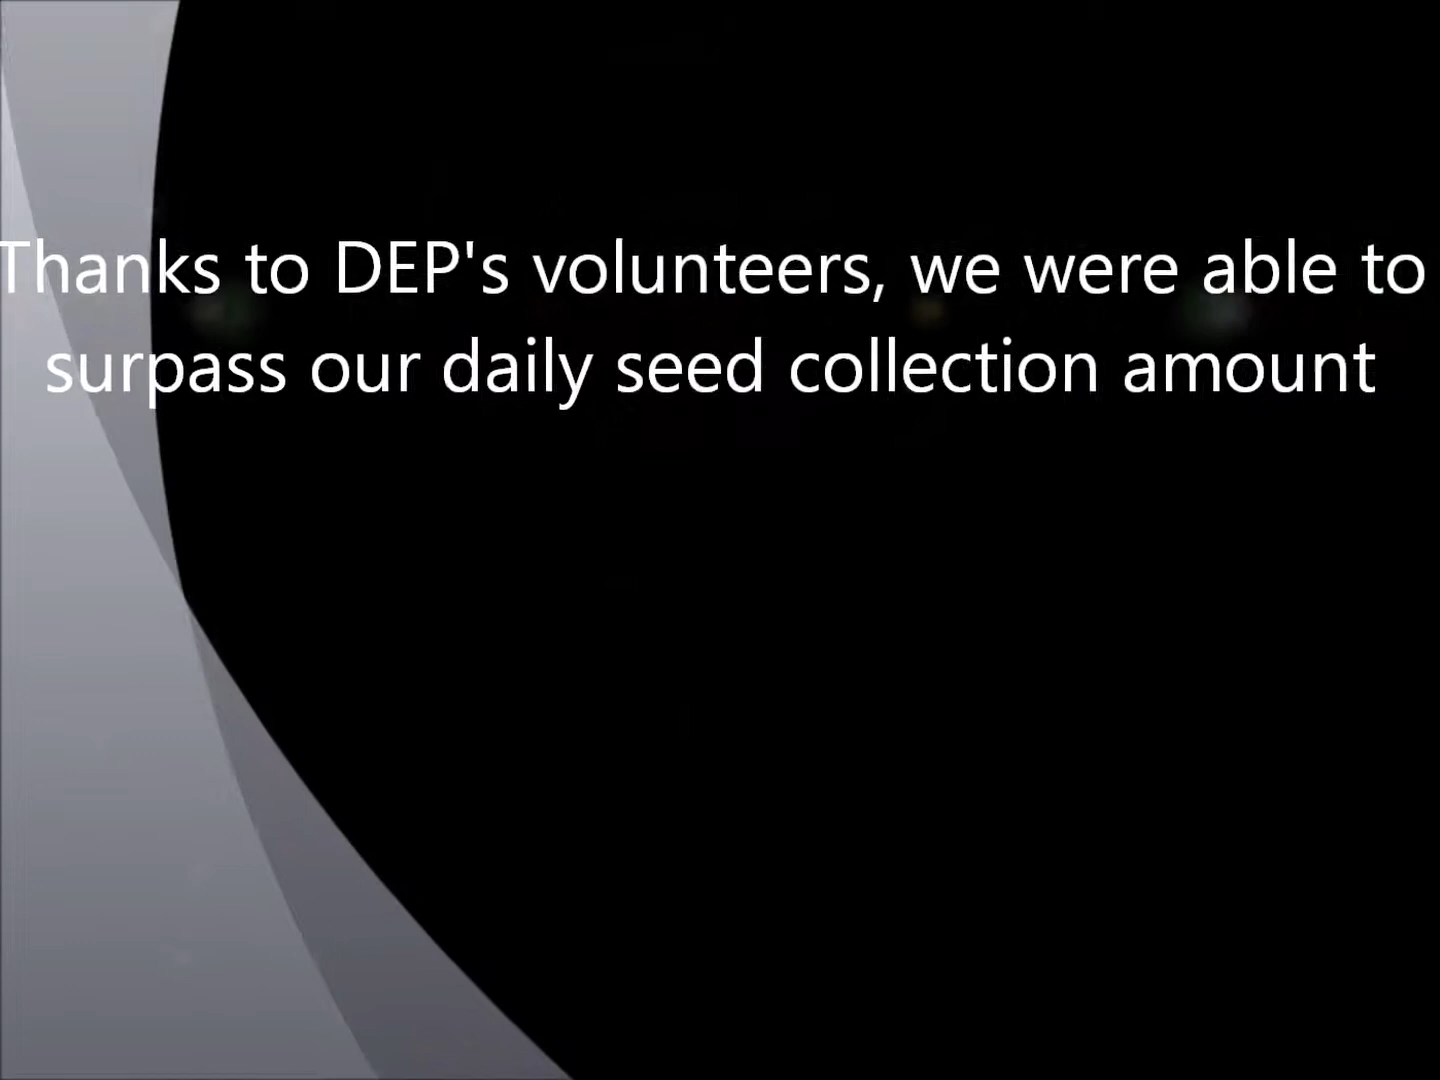 Thanks to DEP's volunteers, we were able to
surpass our daily seed collection amount